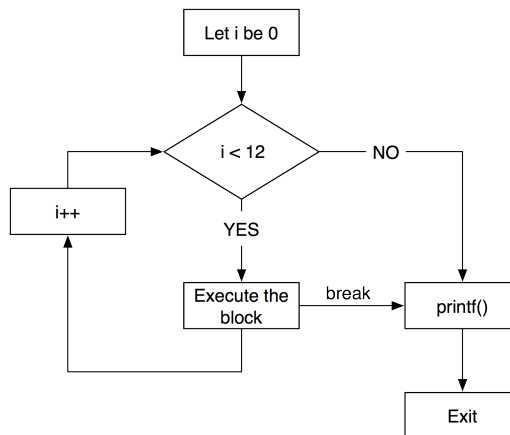 Let i be 0
i < 12
NO
i++
YES
Execute the
block
break
printf()
Exit